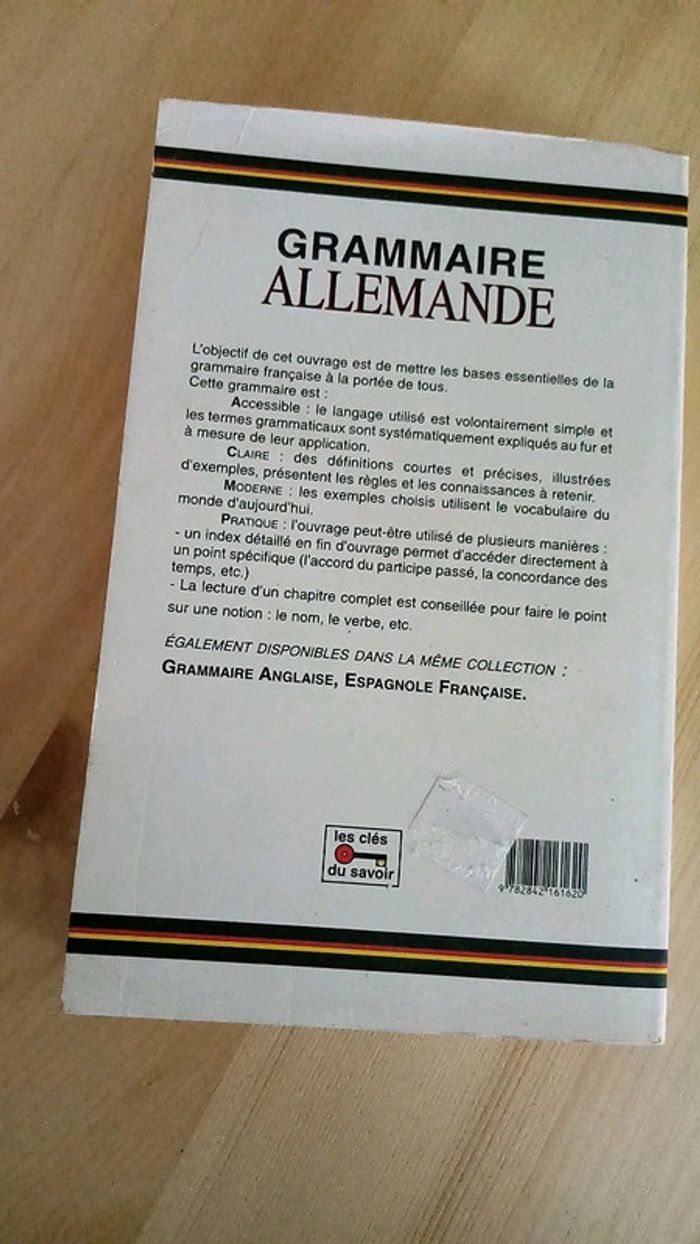 GRAMMAIRE
ALLEMANDE
L'objectif de cet ouvrage est de mettre les bases essentielles de la
grammaire française à la portée de tous.
Cette grammaire est :
Accessible : le langage utilisé est volontairement simple et
les termes grammaticaux sont systématiquement expliqués au fur et
à mesure de leur application.
CLAIRE : des définitions courtes et précises, illustrées
d'exemples, présentent les règles et les connaissances à retenir.
MODERNE : les exemples choisis utilisent le vocabulaire du
monde d'aujourd'hui.
PRATIQUE : l'ouvrage peut-être utilisé de plusieurs manières :
- un index détaillé en fin d'ouvrage permet d'accéder directement à
un point spécifique (l'accord du participe passé, la concordance des
temps, etc.)
- La lecture d'un chapitre complet est conseillée pour faire le point
sur une notion : le nom, le verbe, etc.
ÉGALEMENT DISPONIBLES DANS LA MÊME COLLECTION :
GRAMMAIRE ANGLAISE, ESPAGNOLE FRANÇAISE.
les clés
du savoir
9 782842 161620